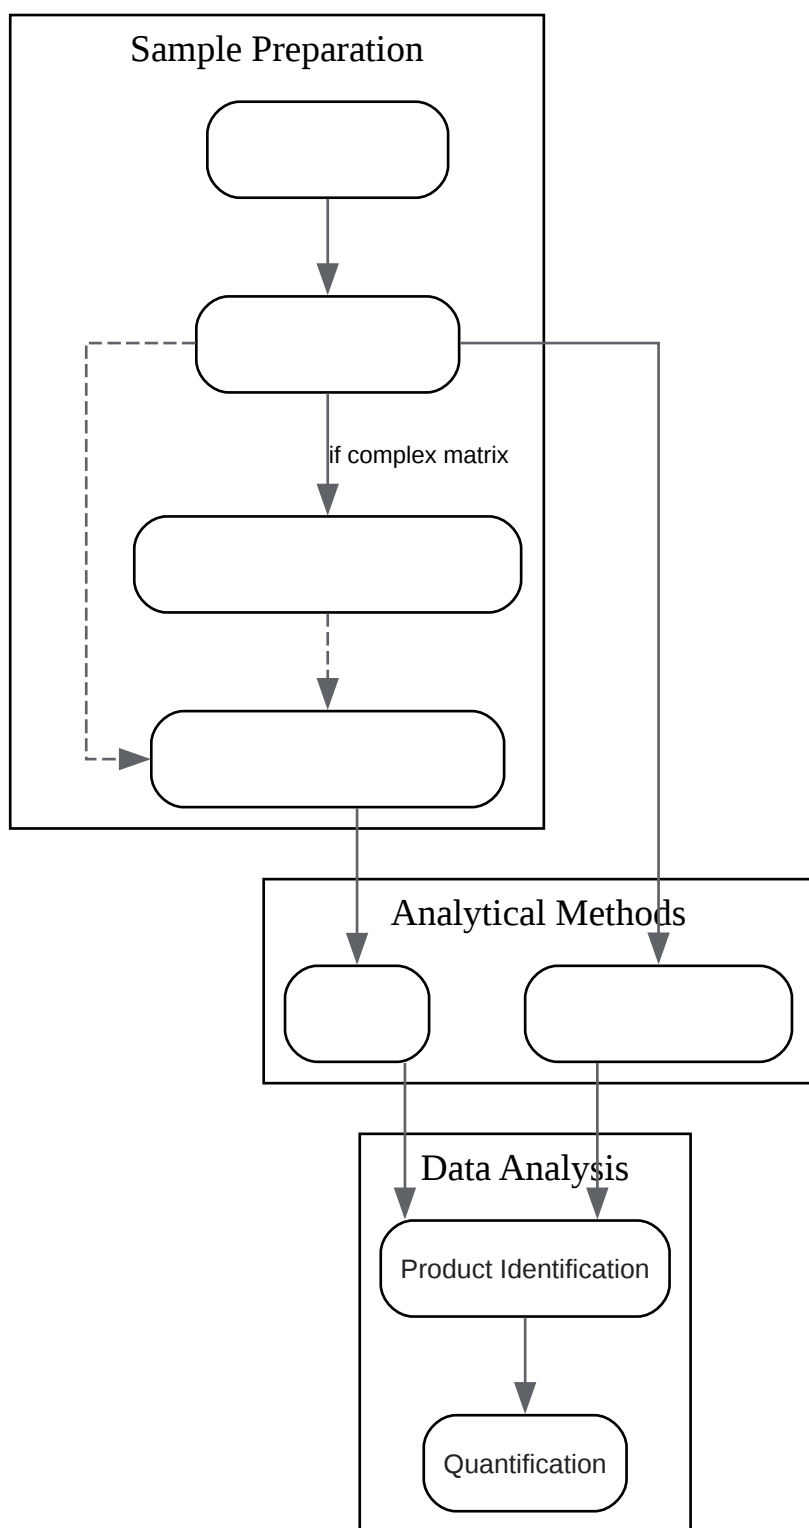 Sample Preparation
if complex matrix
Analytical Methods
Data Analysis
Product Identification
Quantification